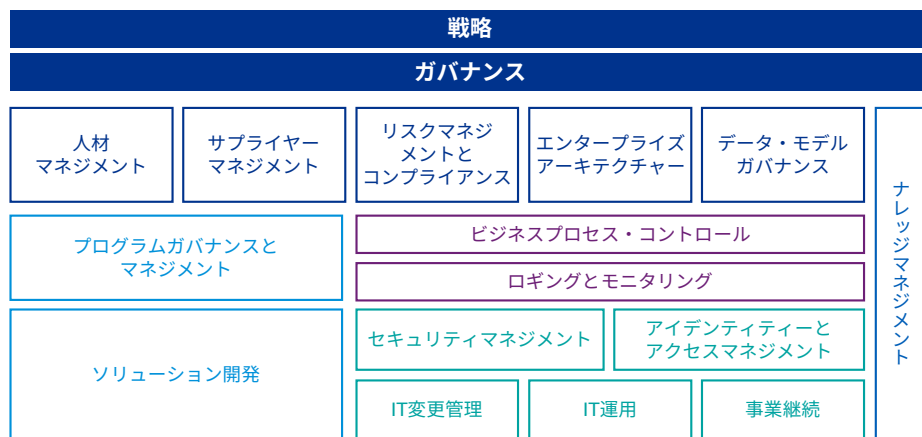 戦略
ガバナンス
人材
マネジメント
サプライヤー
マネジメント
リスクマネジ
メントと
コンプライアンス
エンタープライズ
アーキテクチャー
データ・モデル
ガバナンス
ナレッジマネジメント
プログラムガバナンスと
マネジメント
ビジネスプロセス・コントロール
ロギングとモニタリング
ソリューション開発
セキュリティマネジメント
アイデンティティーと
アクセスマネジメント
IT変更管理
IT運用
事業継続